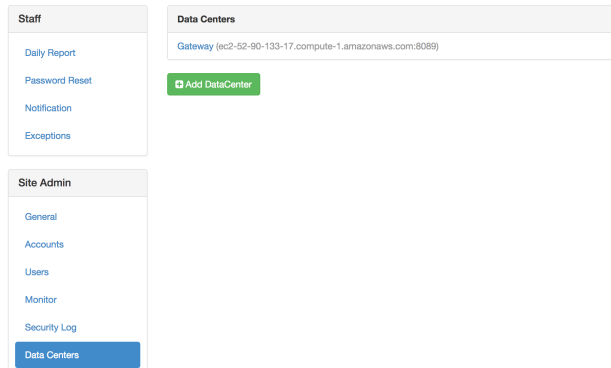 Staff
Daily Report
Password Reset
Notification
Exceptions
Site Admin
General
Accounts
Users
Monitor
Security Log
Data Centers
Data Centers
Gateway (ec2-52-90-133-17.compute-1.amazonaws.com:8089)
Add DataCenter